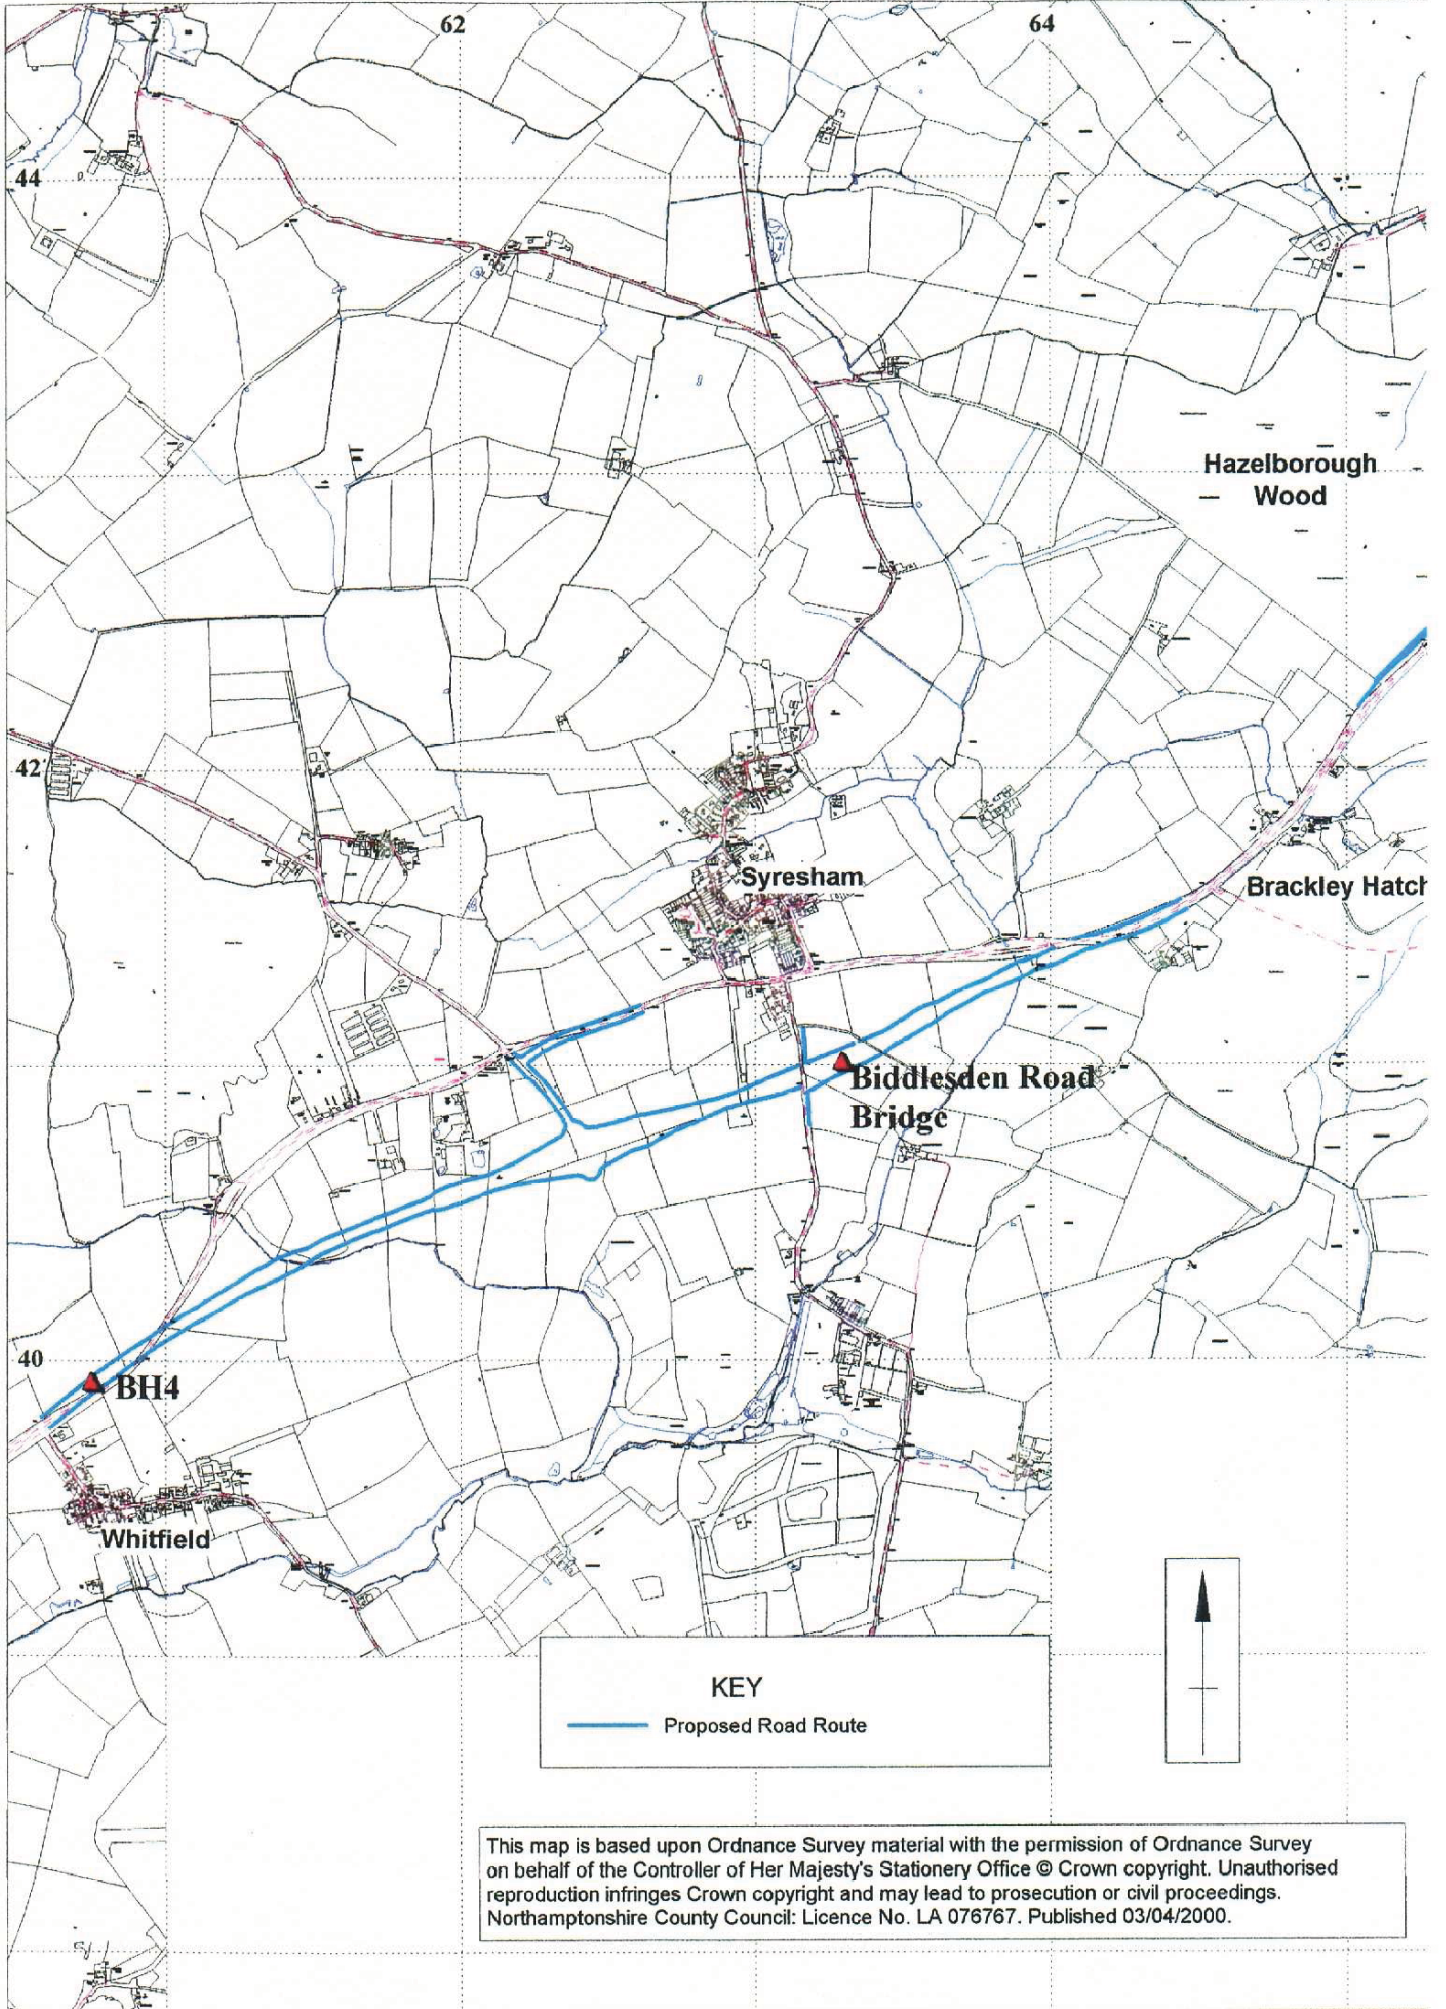 62
64
44
Hazelborough
Wood
42
Syresham
Brackley Hatch
Biddlesden Road
Bridge
40
BH4
Whitfield
KEY
Proposed Road Route
This map is based upon Ordnance Survey material with the permission of Ordnance Survey
on behalf of the Controller of Her Majesty's Stationery Office © Crown copyright. Unauthorised
reproduction infringes Crown copyright and may lead to prosecution or civil proceedings.
Northamptonshire County Council: Licence No. LA 076767. Published 03/04/2000.